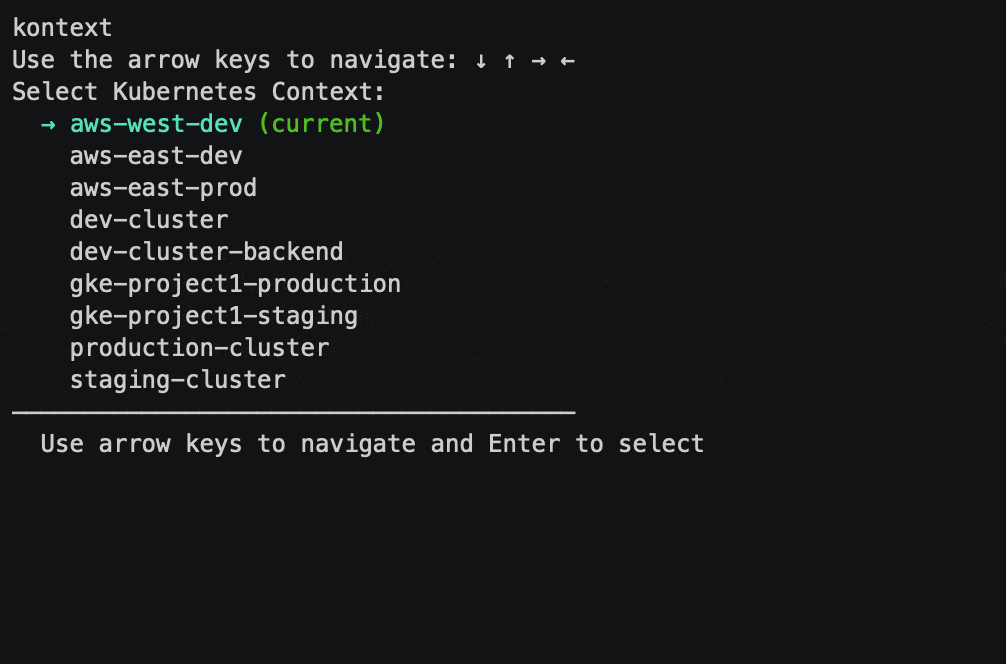 kontext
Use the arrow keys to navigate: ↓ ↑ → ←
Select Kubernetes Context:
→ aws-west-dev (current)
aws-east-dev
aws-east-prod
dev-cluster
dev-cluster-backend
gke-project1-production
gke-project1-staging
production-cluster
staging-cluster
Use arrow keys to navigate and Enter to select